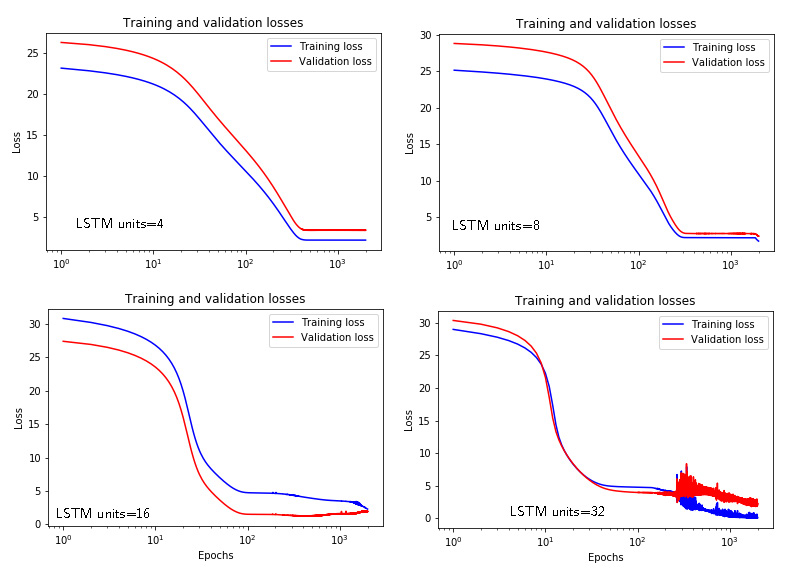 Training and validation losses
Training loss
Validation loss
25
20
15
10
5
Loss
LSTM units=4
10⁰ 10¹ 10² 10³
Training and validation losses
Training loss
Validation loss
30
25
20
15
10
5
Loss
LSTM units=8
10⁰ 10¹ 10² 10³
Training and validation losses
Training loss
Validation loss
30
25
20
15
10
5
0
Loss
LSTM units=16
10⁰ 10¹ 10² 10³
Epochs
Training and validation losses
Training loss
Validation loss
30
25
20
15
10
5
0
Loss
LSTM units=32
10⁰ 10¹ 10² 10³
Epochs